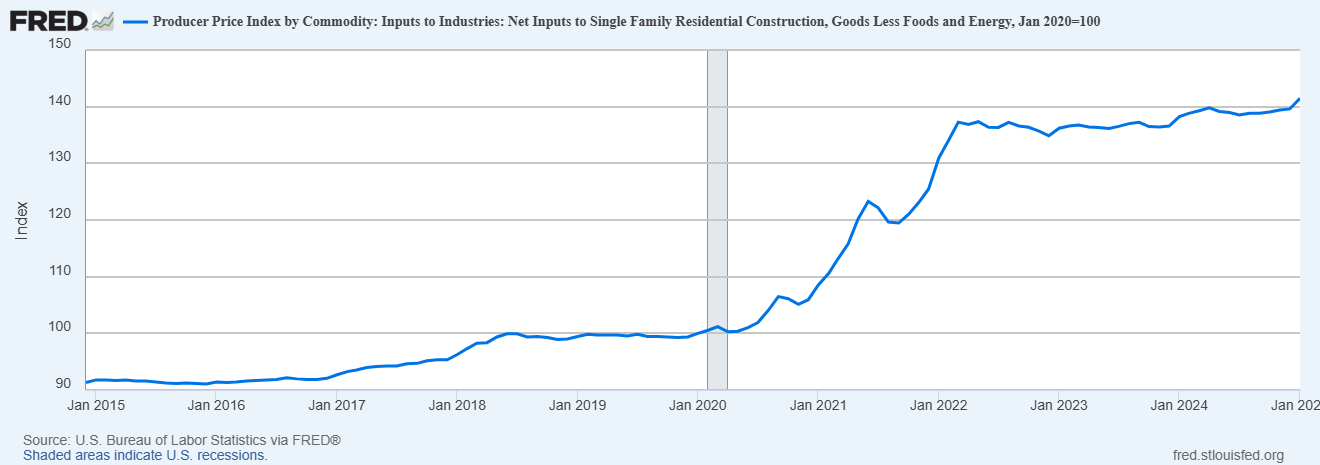 FRED Producer Price Index by Commodity: Inputs to Industries: Net Inputs to Single Family Residential Construction, Goods Less Foods and Energy, Jan 2020=100
150
140
130
120
110
100
90
Index
Jan 2015 Jan 2016 Jan 2017 Jan 2018 Jan 2019 Jan 2020 Jan 2021 Jan 2022 Jan 2023 Jan 2024 Jan 202
Source: U.S. Bureau of Labor Statistics via FRED®
Shaded areas indicate U.S. recessions.
fred.stlouisfed.org